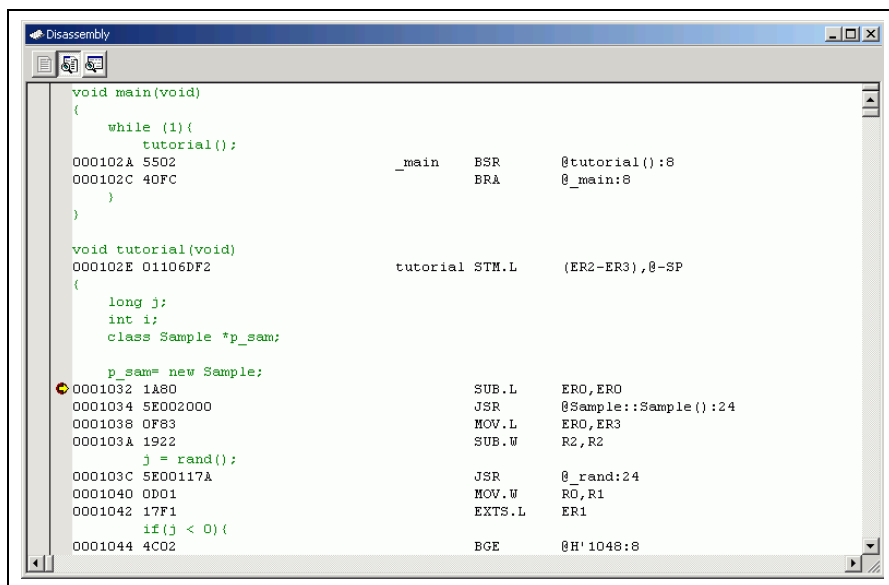 Disassembly
void main(void)
{
while (1){
tutorial();
000102A 5502 _main BSR @tutorial():8
000102C 40FC BRA @_main:8
}
}
void tutorial(void)
000102E 01106DF2 tutorial STM.L (ER2-ER3),@-SP
{
long j;
int i;
class Sample *p_sam;
p_sam= new Sample;
0001032 1A80 SUB.L ER0,ER0
0001034 5E002000 JSR @Sample::Sample():24
0001038 0F83 MOV.L ER0,ER3
000103A 1922 SUB.W R2,R2
j = rand();
000103C 5E00117A JSR @_rand:24
0001040 0D01 MOV.W R0,R1
0001042 17F1 EXTS.L ER1
if(j < 0){
0001044 4C02 BGE @H'1048:8